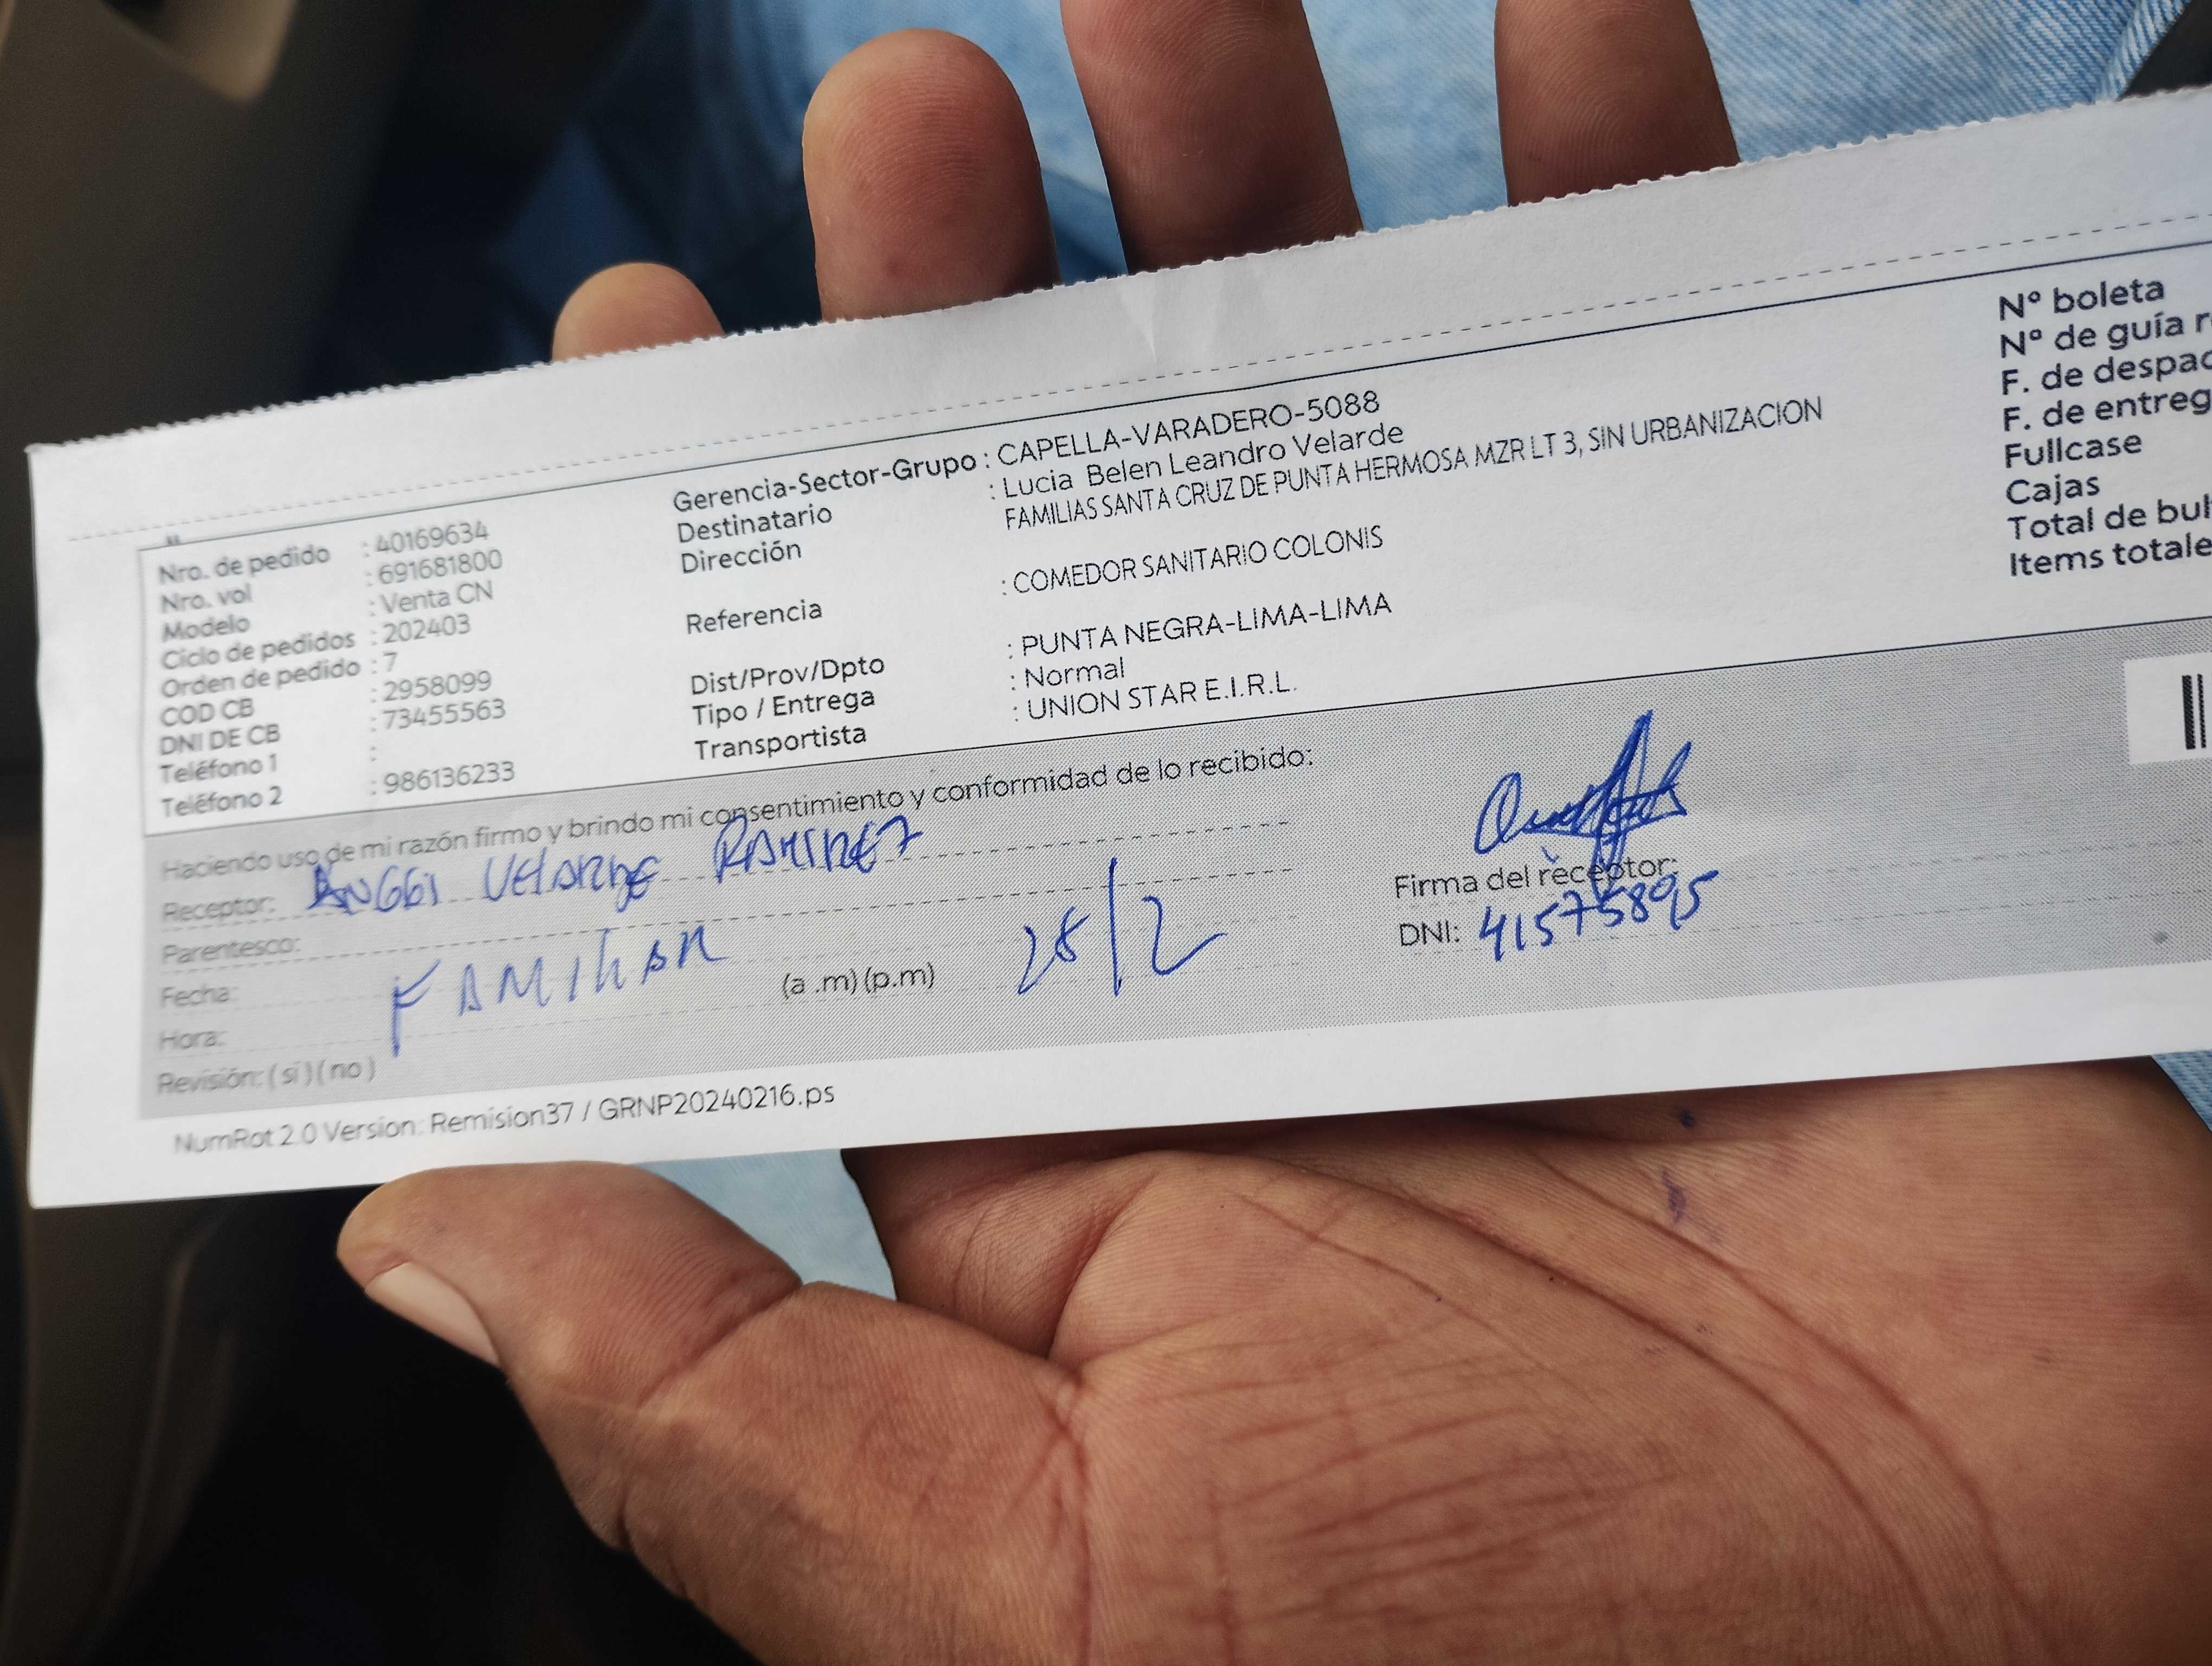 Nro. de pedido : 40169634
Nro. vol : 691681800
Modelo : Venta CN
Ciclo de pedidos : 202403
Orden de pedido : 7
COD CB : 2958099
DNI DE CB : 73455563
Teléfono 1 :
Teléfono 2 : 986136233
Gerencia-Sector-Grupo : CAPELLA-VARADERO-5088
Destinatario : Lucia Belen Leandro Velarde
Dirección FAMILIAS SANTA CRUZ DE PUNTA HERMOSA MZR LT 3, SIN URBANIZACION
Referencia : COMEDOR SANITARIO COLONIS
Dist/Prov/Dpto : PUNTA NEGRA-LIMA-LIMA
Tipo / Entrega : Normal
Transportista : UNION STAR E.I.R.L.
N° boleta
N° de guía r
F. de despac
F. de entreg
Fullcase
Cajas
Total de bul
Items totale
Haciendo uso de mi razón firmo y brindo mi consentimiento y conformidad de lo recibido:
Receptor: ANGGI VELARDE RAMIREZ
Parentesco:
FAMILIAR
Fecha:
28/2
Hora: (a .m) (p.m)
Revisión: ( si ) ( no )
Firma del receptor:
DNI: 41575895
NumRot 2.0 Version: Remision37 / GRNP20240216.ps